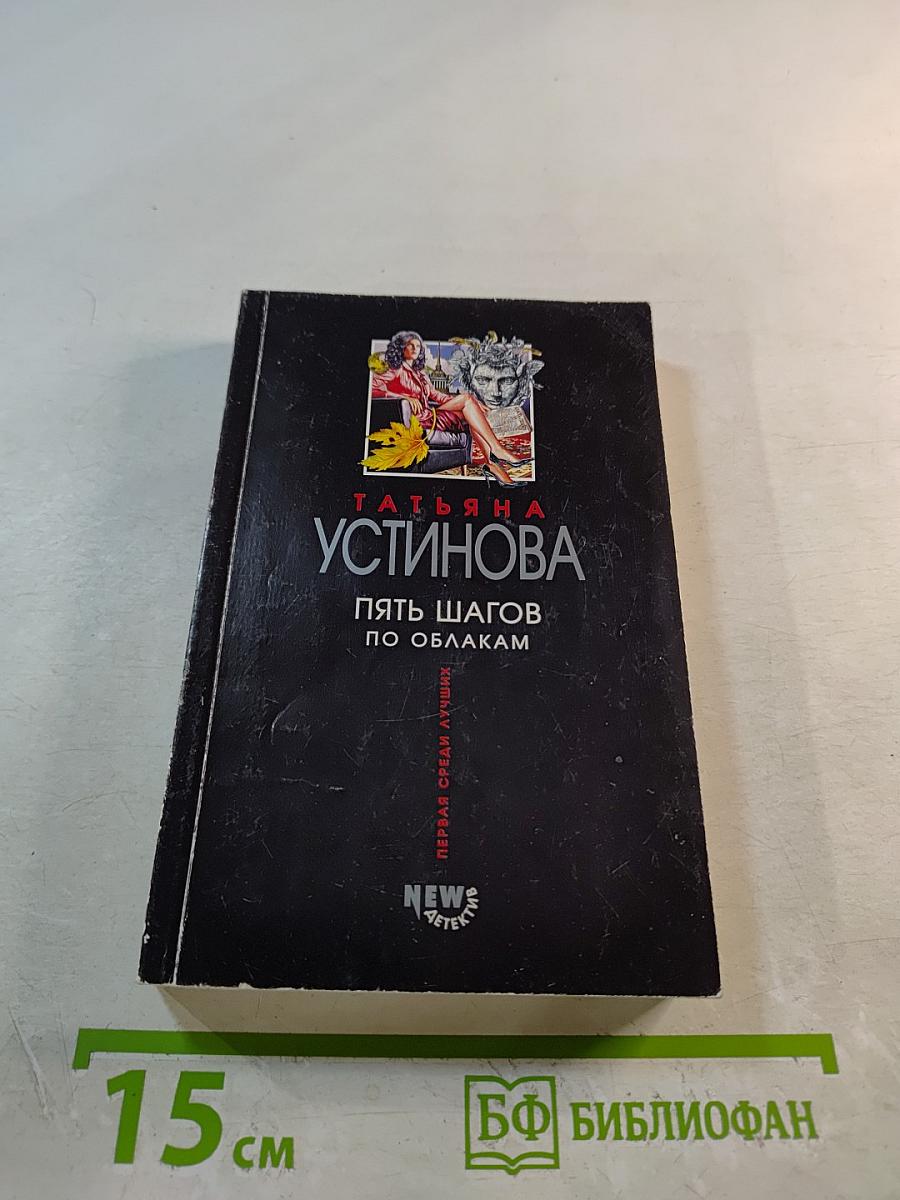 ТАТЬЯНА
УСТИНОВА
ПЯТЬ ШАГОВ
ПО ОБЛАКАМ
ПЕРВАЯ СРЕДИ ЛУЧШИХ
NEW
ДЕТЕКТИВ
15 см
БФ БИБЛИОФАН